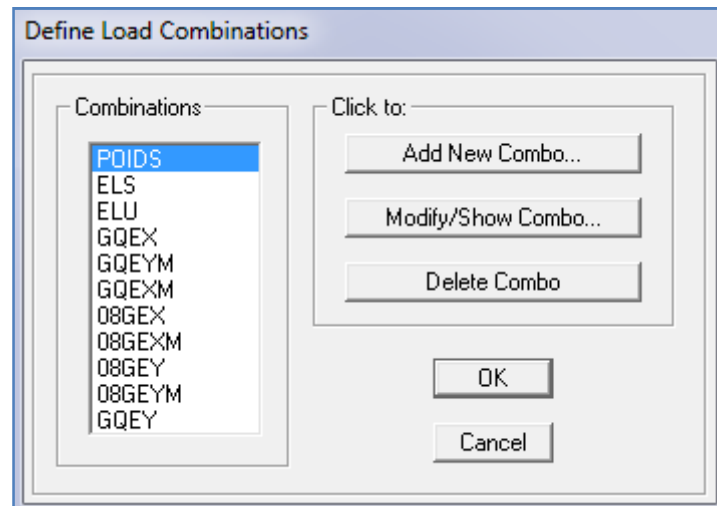 Define Load Combinations
Combinations
POIDS
ELS
ELU
GQEX
GQEYM
GQEXM
08GEX
08GEXM
08GEY
08GEYM
GQEY
Click to:
Add New Combo...
Modify/Show Combo...
Delete Combo
OK
Cancel